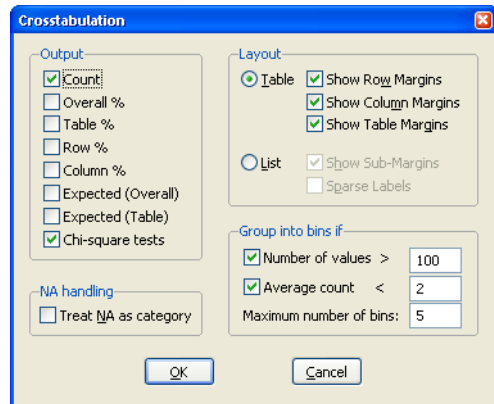 Crosstabulation
Output
Count
Overall %
Table %
Row %
Column %
Expected (Overall)
Expected (Table)
Chi-square tests
NA handling
Treat NA as category
Layout
Table
Show Row Margins
Show Column Margins
Show Table Margins
List
Show Sub-Margins
Sparse Labels
Group into bins if
Number of values > 100
Average count < 2
Maximum number of bins: 5
OK
Cancel